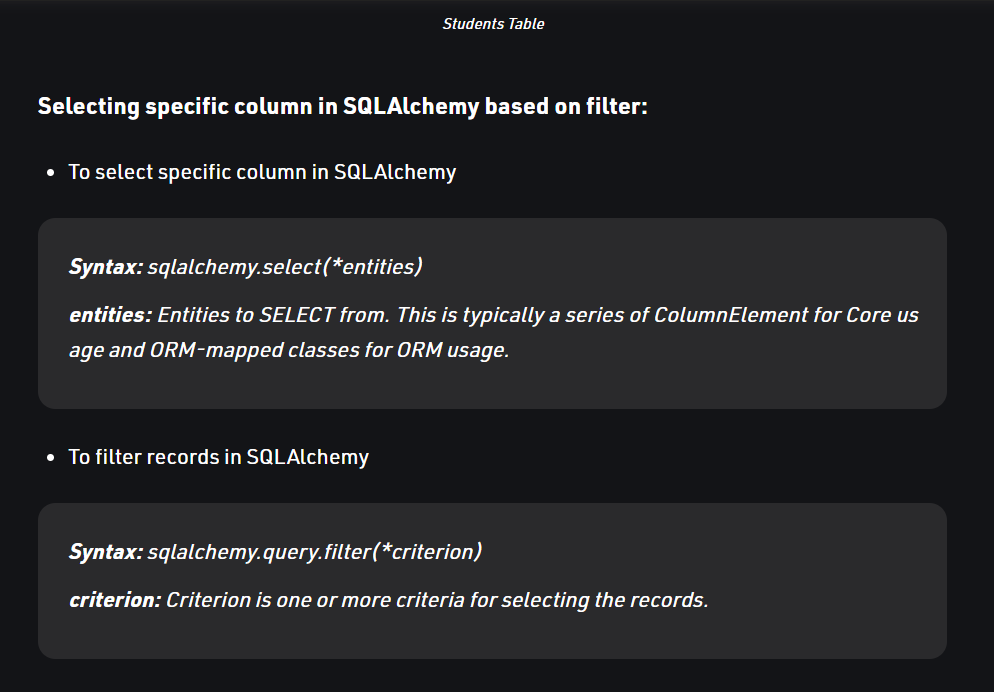 Students Table
Selecting specific column in SQLAlchemy based on filter:
• To select specific column in SQLAlchemy
Syntax: sqlalchemy.select(*entities)
entities: Entities to SELECT from. This is typically a series of ColumnElement for Core us
age and ORM-mapped classes for ORM usage.
• To filter records in SQLAlchemy
Syntax: sqlalchemy.query.filter(*criterion)
criterion: Criterion is one or more criteria for selecting the records.